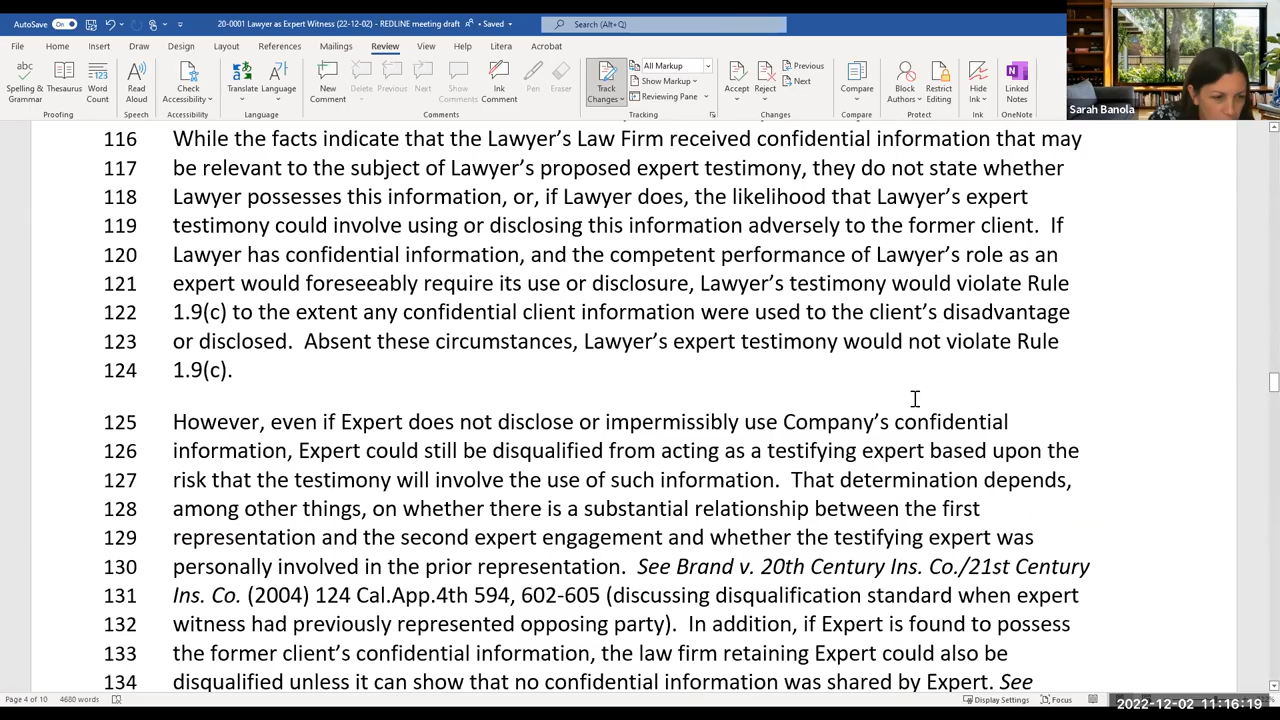 AutoSave On 20-0001 Lawyer as Expert Witness (22-12-02) - REDLINE meeting draft • Saved Search (Alt+Q)
File Home Insert Draw Design Layout References Mailings Review View Help Litera Acrobat
abc 123 All Markup Previous
Show Markup Next
Reviewing Pane
Spelling & Grammar Thesaurus Word Count Read Aloud Check Accessibility Translate Language New Comment Delete Previous Next Show Comments Ink Comment Pen Eraser Track Changes Accept Reject Compare Block Authors Restrict Editing Hide Ink Linked Notes
Proofing Speech Accessibility Language Comments Tracking Changes Compare Protect Ink OneNote
Sarah Banola
116 While the facts indicate that the Lawyer’s Law Firm received confidential information that may
117 be relevant to the subject of Lawyer’s proposed expert testimony, they do not state whether
118 Lawyer possesses this information, or, if Lawyer does, the likelihood that Lawyer’s expert
119 testimony could involve using or disclosing this information adversely to the former client. If
120 Lawyer has confidential information, and the competent performance of Lawyer’s role as an
121 expert would foreseeably require its use or disclosure, Lawyer’s testimony would violate Rule
122 1.9(c) to the extent any confidential client information were used to the client’s disadvantage
123 or disclosed. Absent these circumstances, Lawyer’s expert testimony would not violate Rule
124 1.9(c).
125 However, even if Expert does not disclose or impermissibly use Company’s confidential
126 information, Expert could still be disqualified from acting as a testifying expert based upon the
127 risk that the testimony will involve the use of such information. That determination depends,
128 among other things, on whether there is a substantial relationship between the first
129 representation and the second expert engagement and whether the testifying expert was
130 personally involved in the prior representation. See Brand v. 20th Century Ins. Co./21st Century
131 Ins. Co. (2004) 124 Cal.App.4th 594, 602-605 (discussing disqualification standard when expert
132 witness had previously represented opposing party). In addition, if Expert is found to possess
133 the former client’s confidential information, the law firm retaining Expert could also be
134 disqualified unless it can show that no confidential information was shared by Expert. See
Page 4 of 10 4680 words Display Settings Focus
2022-12-02 11:16:19